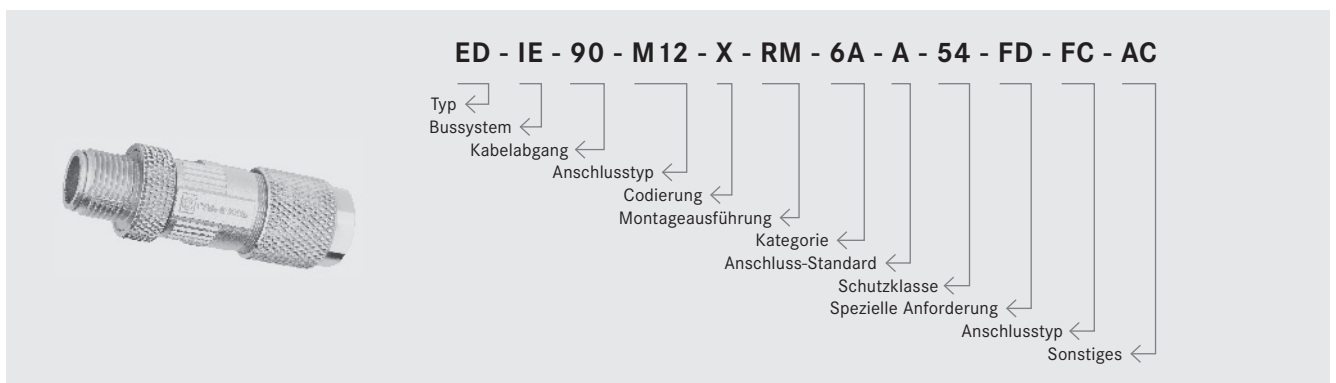 ED - IE - 90 - M12 - X - RM - 6A - A - 54 - FD - FC - AC
Typ
Bussystem
Kabelabgang
Anschlusstyp
Codierung
Montageausführung
Kategorie
Anschluss-Standard
Schutzklasse
Spezielle Anforderung
Anschlusstyp
Sonstiges